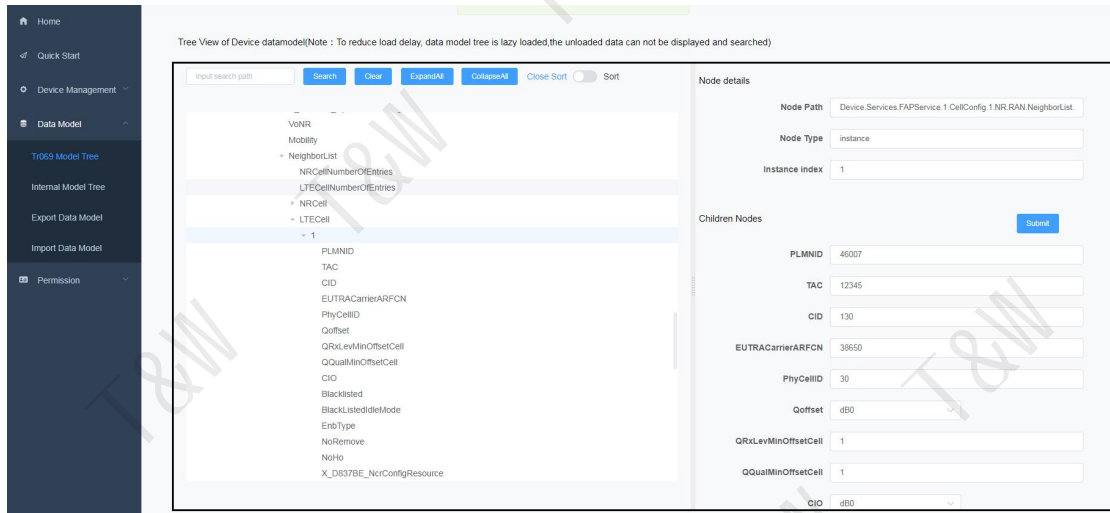 Home
Quick Start
Device Management
Data Model
Tr069 Model Tree
Internal Model Tree
Export Data Model
Import Data Model
Permission
Tree View of Device datamodel(Note：To reduce load delay, data model tree is lazy loaded,the unloaded data can not be displayed and searched)
Input search path Search Clear ExpandAll CollapseAll Close Sort Sort
VoNR
Mobility
NeighborList
NRCellNumberOfEntries
LTECellNumberOfEntries
NRCell
LTECell
1
PLMNID
TAC
CID
EUTRACarrierARFCN
PhyCellID
Qoffset
QRxLevMinOffsetCell
QQualMinOffsetCell
CIO
Blacklisted
BlackListedIdleMode
EnbType
NoRemove
NoHo
X_D837BE_NcrConfigResource
Node details
Node Path Device.Services.FAPService.1.CellConfig.1.NR.RAN.NeighborList.
Node Type instance
Instance index 1
Children Nodes Submit
PLMNID 46007
TAC 12345
CID 130
EUTRACarrierARFCN 38650
PhyCellID 30
Qoffset dB0
QRxLevMinOffsetCell 1
QQualMinOffsetCell 1
CIO dB0
T&W
T&W
T&W